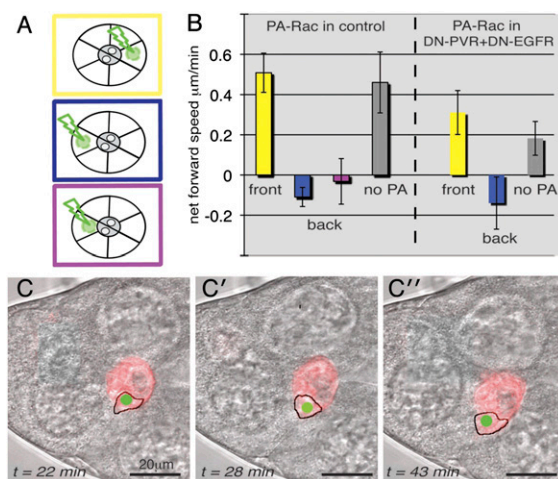 A
B
PA-Rac in control
PA-Rac in
DN-PVR+DN-EGFR
net forward speed µm/min
0.6
0.4
0.2
0
-0.2
front
no PA
back
front
no PA
back
C
t = 22 min
20µm
C′
t = 28 min
C″
t = 43 min